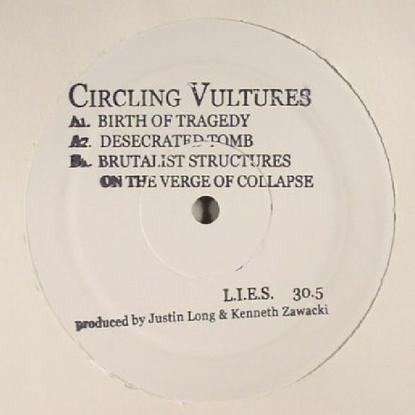 CIRCLING VULTURES
A1. BIRTH OF TRAGEDY
A2. DESECRATED TOMB
B1. BRUTALIST STRUCTURES
ON THE VERGE OF COLLAPSE
L.I.E.S. 30.5
produced by Justin Long & Kenneth Zawacki